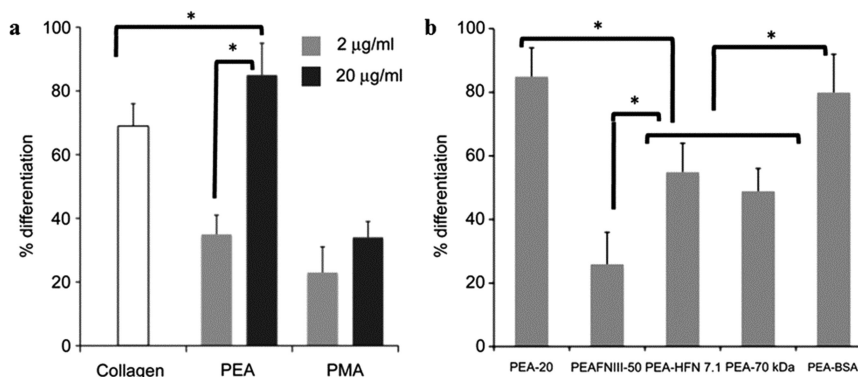 a
% differentiation
100
80
60
40
20
0
*
*
2 µg/ml
20 µg/ml
Collagen PEA PMA
b
% differentiation
100
80
60
40
20
0
*
*
*
PEA-20 PEAFNIII-50 PEA-HFN 7.1 PEA-70 kDa PEA-BSA